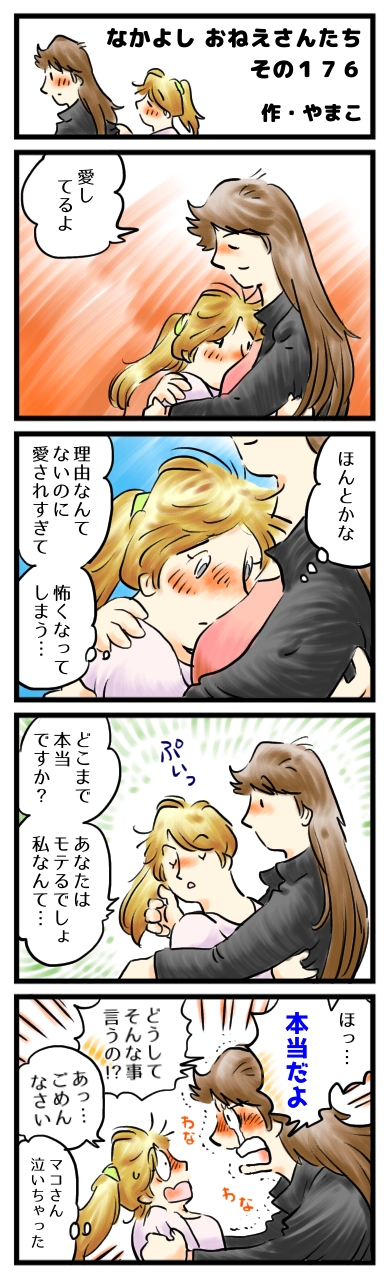 なかよし おねえさんたち
その１７６
作・やまこ
愛し
てるよ
ほんとかな
理由なんて
ないのに
愛されすぎて
怖くなって
しまう…
どこまで
本当
ですか？
ぷいっ
あなたは
モテるでしょ
私なんて…
ほっ…
本当だよ
どうして
そんな事
言うの!?
あっ…
ごめん
なさい
わな
わな
マコさん
泣いちゃった